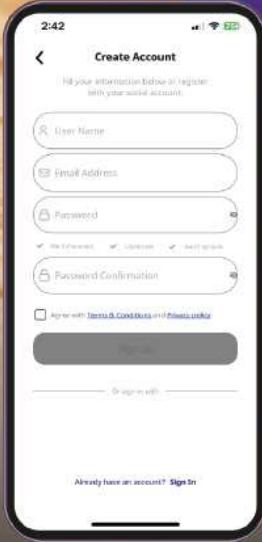 2:42
Create Account
Fill your information below or register
with your social account.
User Name
Email Address
Password
Uppercase
Password Confirmation
Agree with Terms & Conditions and Privacy policy
Sign Up
Or sign in with
Already have an account? Sign In